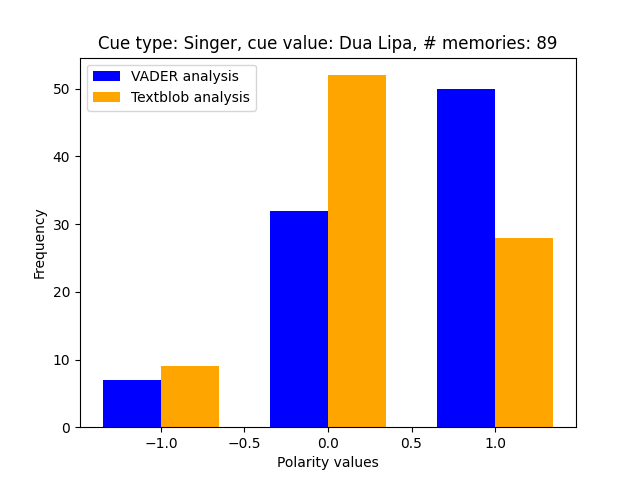 Cue type: Singer, cue value: Dua Lipa, # memories: 89
VADER analysis
Textblob analysis
50
40
30
20
10
0
Frequency
−1.0
−0.5
0.0
0.5
1.0
Polarity values